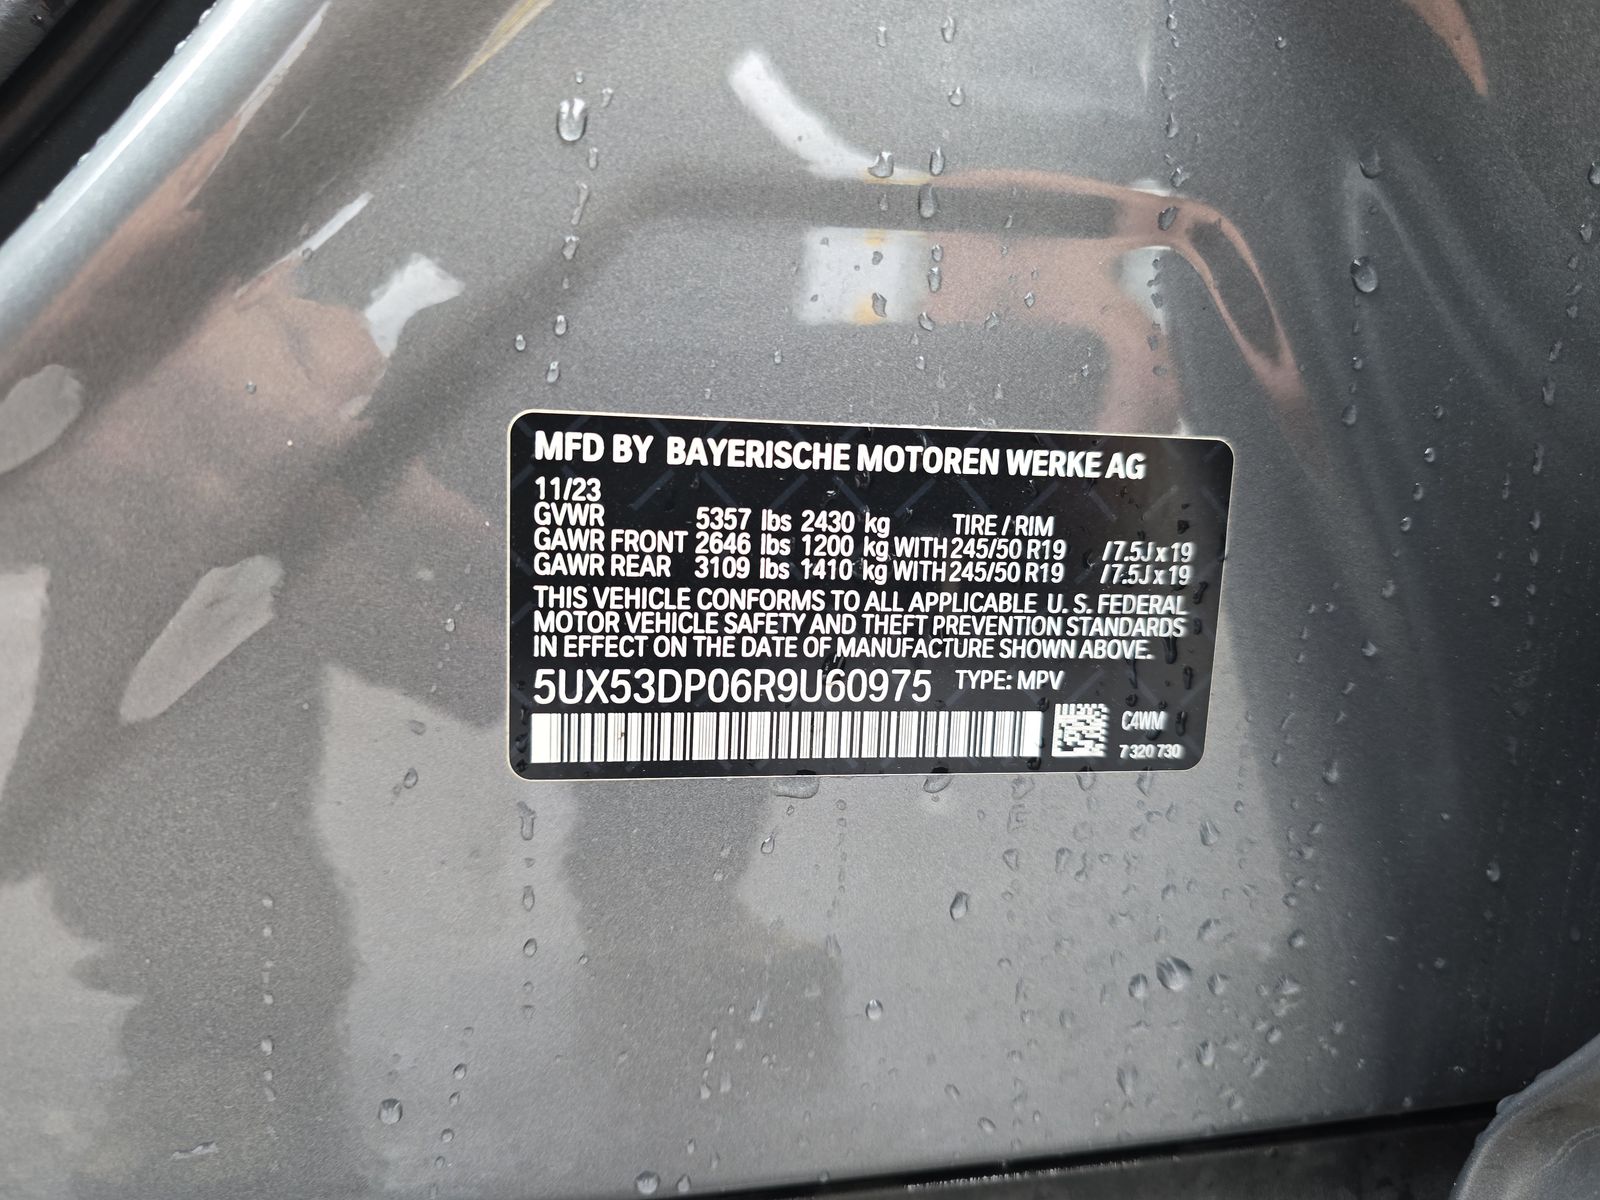 MFD BY BAYERISCHE MOTOREN WERKE AG
11/23
GVWR 5357 lbs 2430 kg TIRE / RIM
GAWR FRONT 2646 lbs 1200 kg WITH 245/50 R19 /7.5J x 19
GAWR REAR 3109 lbs 1410 kg WITH 245/50 R19 /7.5J x 19
THIS VEHICLE CONFORMS TO ALL APPLICABLE U. S. FEDERAL
MOTOR VEHICLE SAFETY AND THEFT PREVENTION STANDARDS
IN EFFECT ON THE DATE OF MANUFACTURE SHOWN ABOVE.
5UX53DP06R9U60975 TYPE: MPV
C4WM
7 320 730